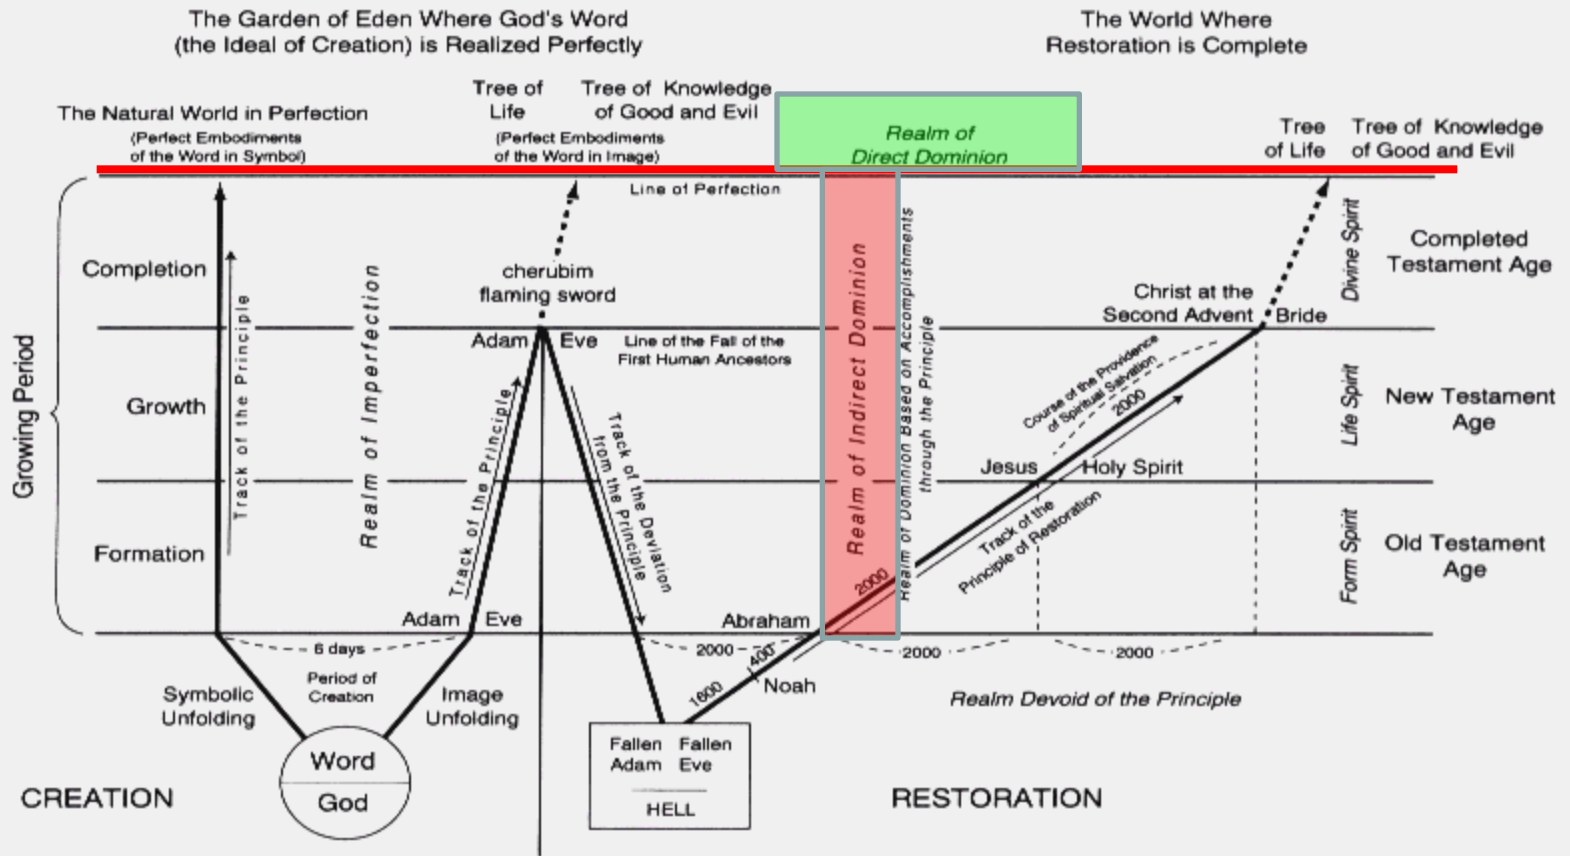 The Garden of Eden Where God's Word
(the Ideal of Creation) is Realized Perfectly
The World Where
Restoration is Complete
The Natural World in Perfection
(Perfect Embodiments
of the Word in Symbol)
Tree of
Life
Tree of Knowledge
of Good and Evil
(Perfect Embodiments
of the Word in Image)
Realm of
Direct Dominion
Tree
of Life
Tree of Knowledge
of Good and Evil
Line of Perfection
Growing Period
Completion
Growth
Formation
Track of the Principle
Realm of Imperfection
cherubim
flaming sword
Adam
Eve
Line of the Fall of the
First Human Ancestors
Track of the Principle
Track of the Deviation
from the Principle
Realm of Indirect Dominion
Realm of Dominion Based on Accomplishments
through the Principle
Christ at the
Second Advent
Bride
Course of the Providence
of Spiritual Salvation
2000
Jesus
Holy Spirit
Track of the
Principle of Restoration
2000
Divine Spirit
Life Spirit
Form Spirit
Completed
Testament Age
New Testament
Age
Old Testament
Age
Adam
Eve
Abraham
6 days
Period of
Creation
2000
400
1600
Noah
2000
2000
Symbolic
Unfolding
Image
Unfolding
Realm Devoid of the Principle
Word
God
Fallen
Adam
Fallen
Eve
HELL
CREATION
RESTORATION